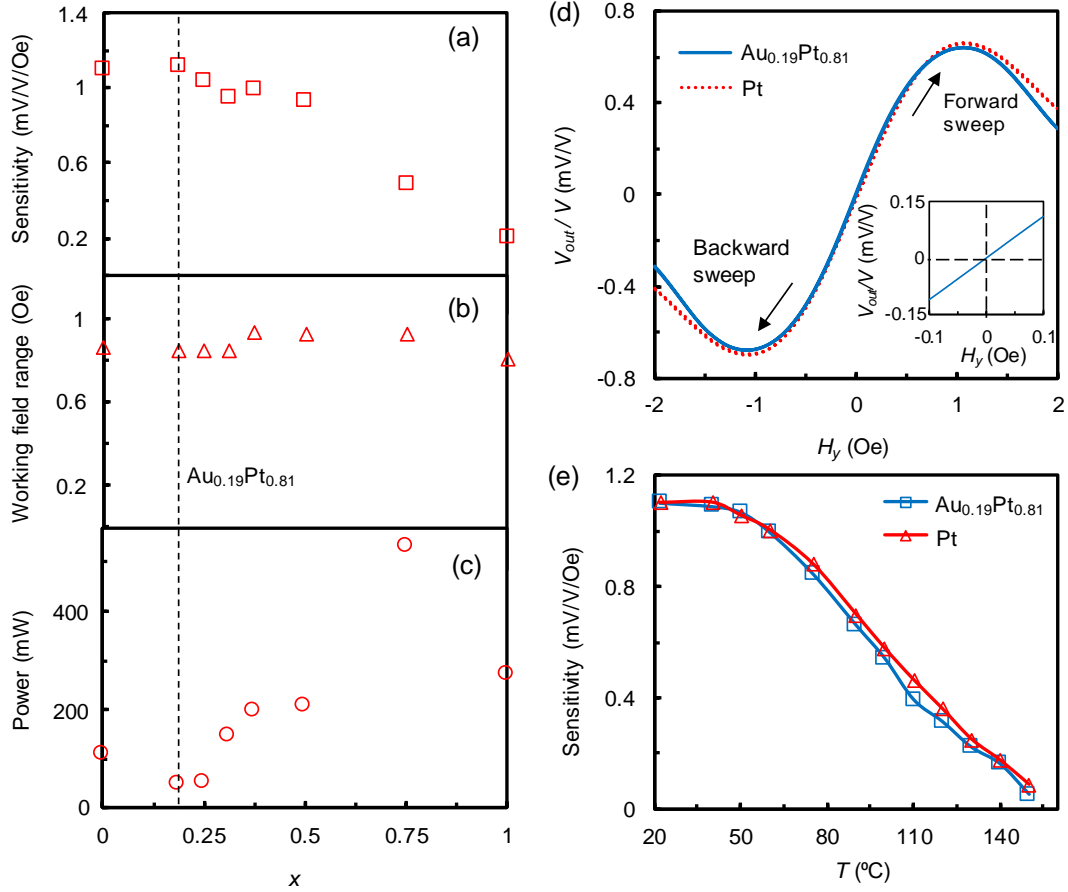 (a)
Sensitivity (mV/V/Oe)
1.4
1
0.6
0.2
(b)
Working field range (Oe)
1
0.6
0.2
Au0.19Pt0.81
(c)
Power (mW)
400
200
0
0
0.25
0.5
0.75
1
x
(d)
Vout / V (mV/V)
0.8
0.4
0
-0.4
-0.8
Au0.19Pt0.81
Pt
Forward
sweep
Backward
sweep
Vout/V (mV/V)
0.15
0
-0.15
-0.1
0
0.1
Hy (Oe)
-2
-1
0
1
2
Hy (Oe)
(e)
Sensitivity (mV/V/Oe)
1.2
0.8
0.4
0
Au0.19Pt0.81
Pt
20
50
80
110
140
T (ºC)